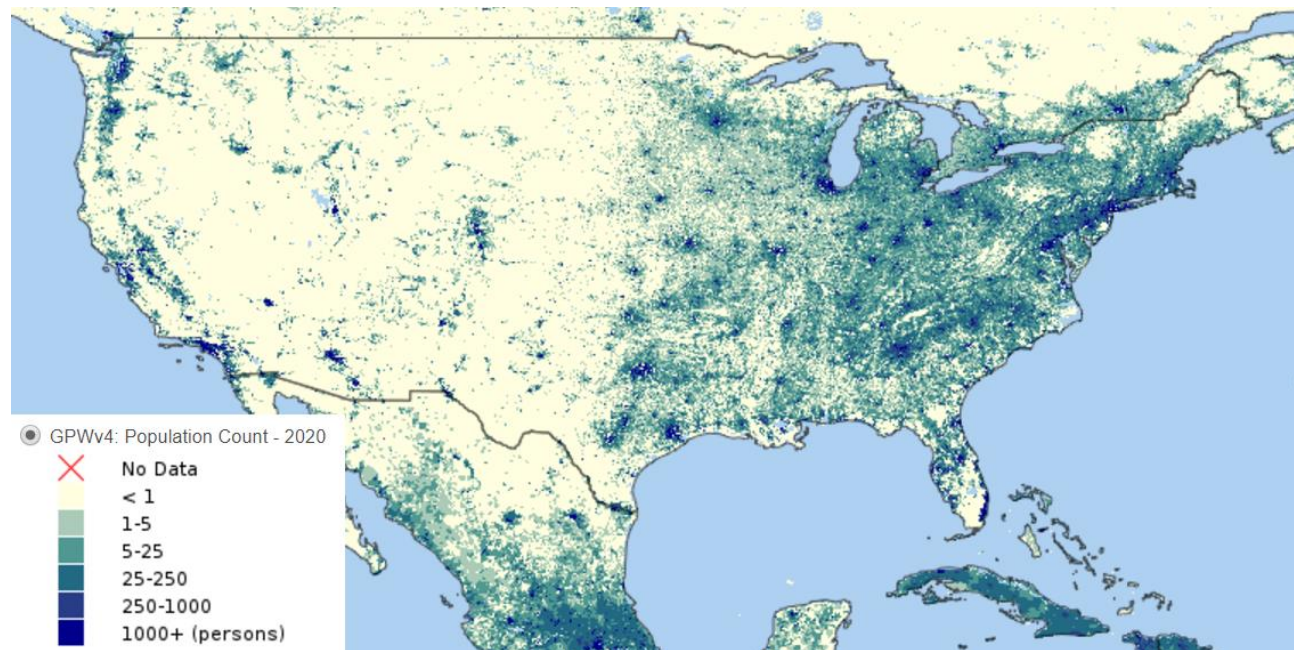 GPWv4: Population Count - 2020
No Data
< 1
1-5
5-25
25-250
250-1000
1000+ (persons)